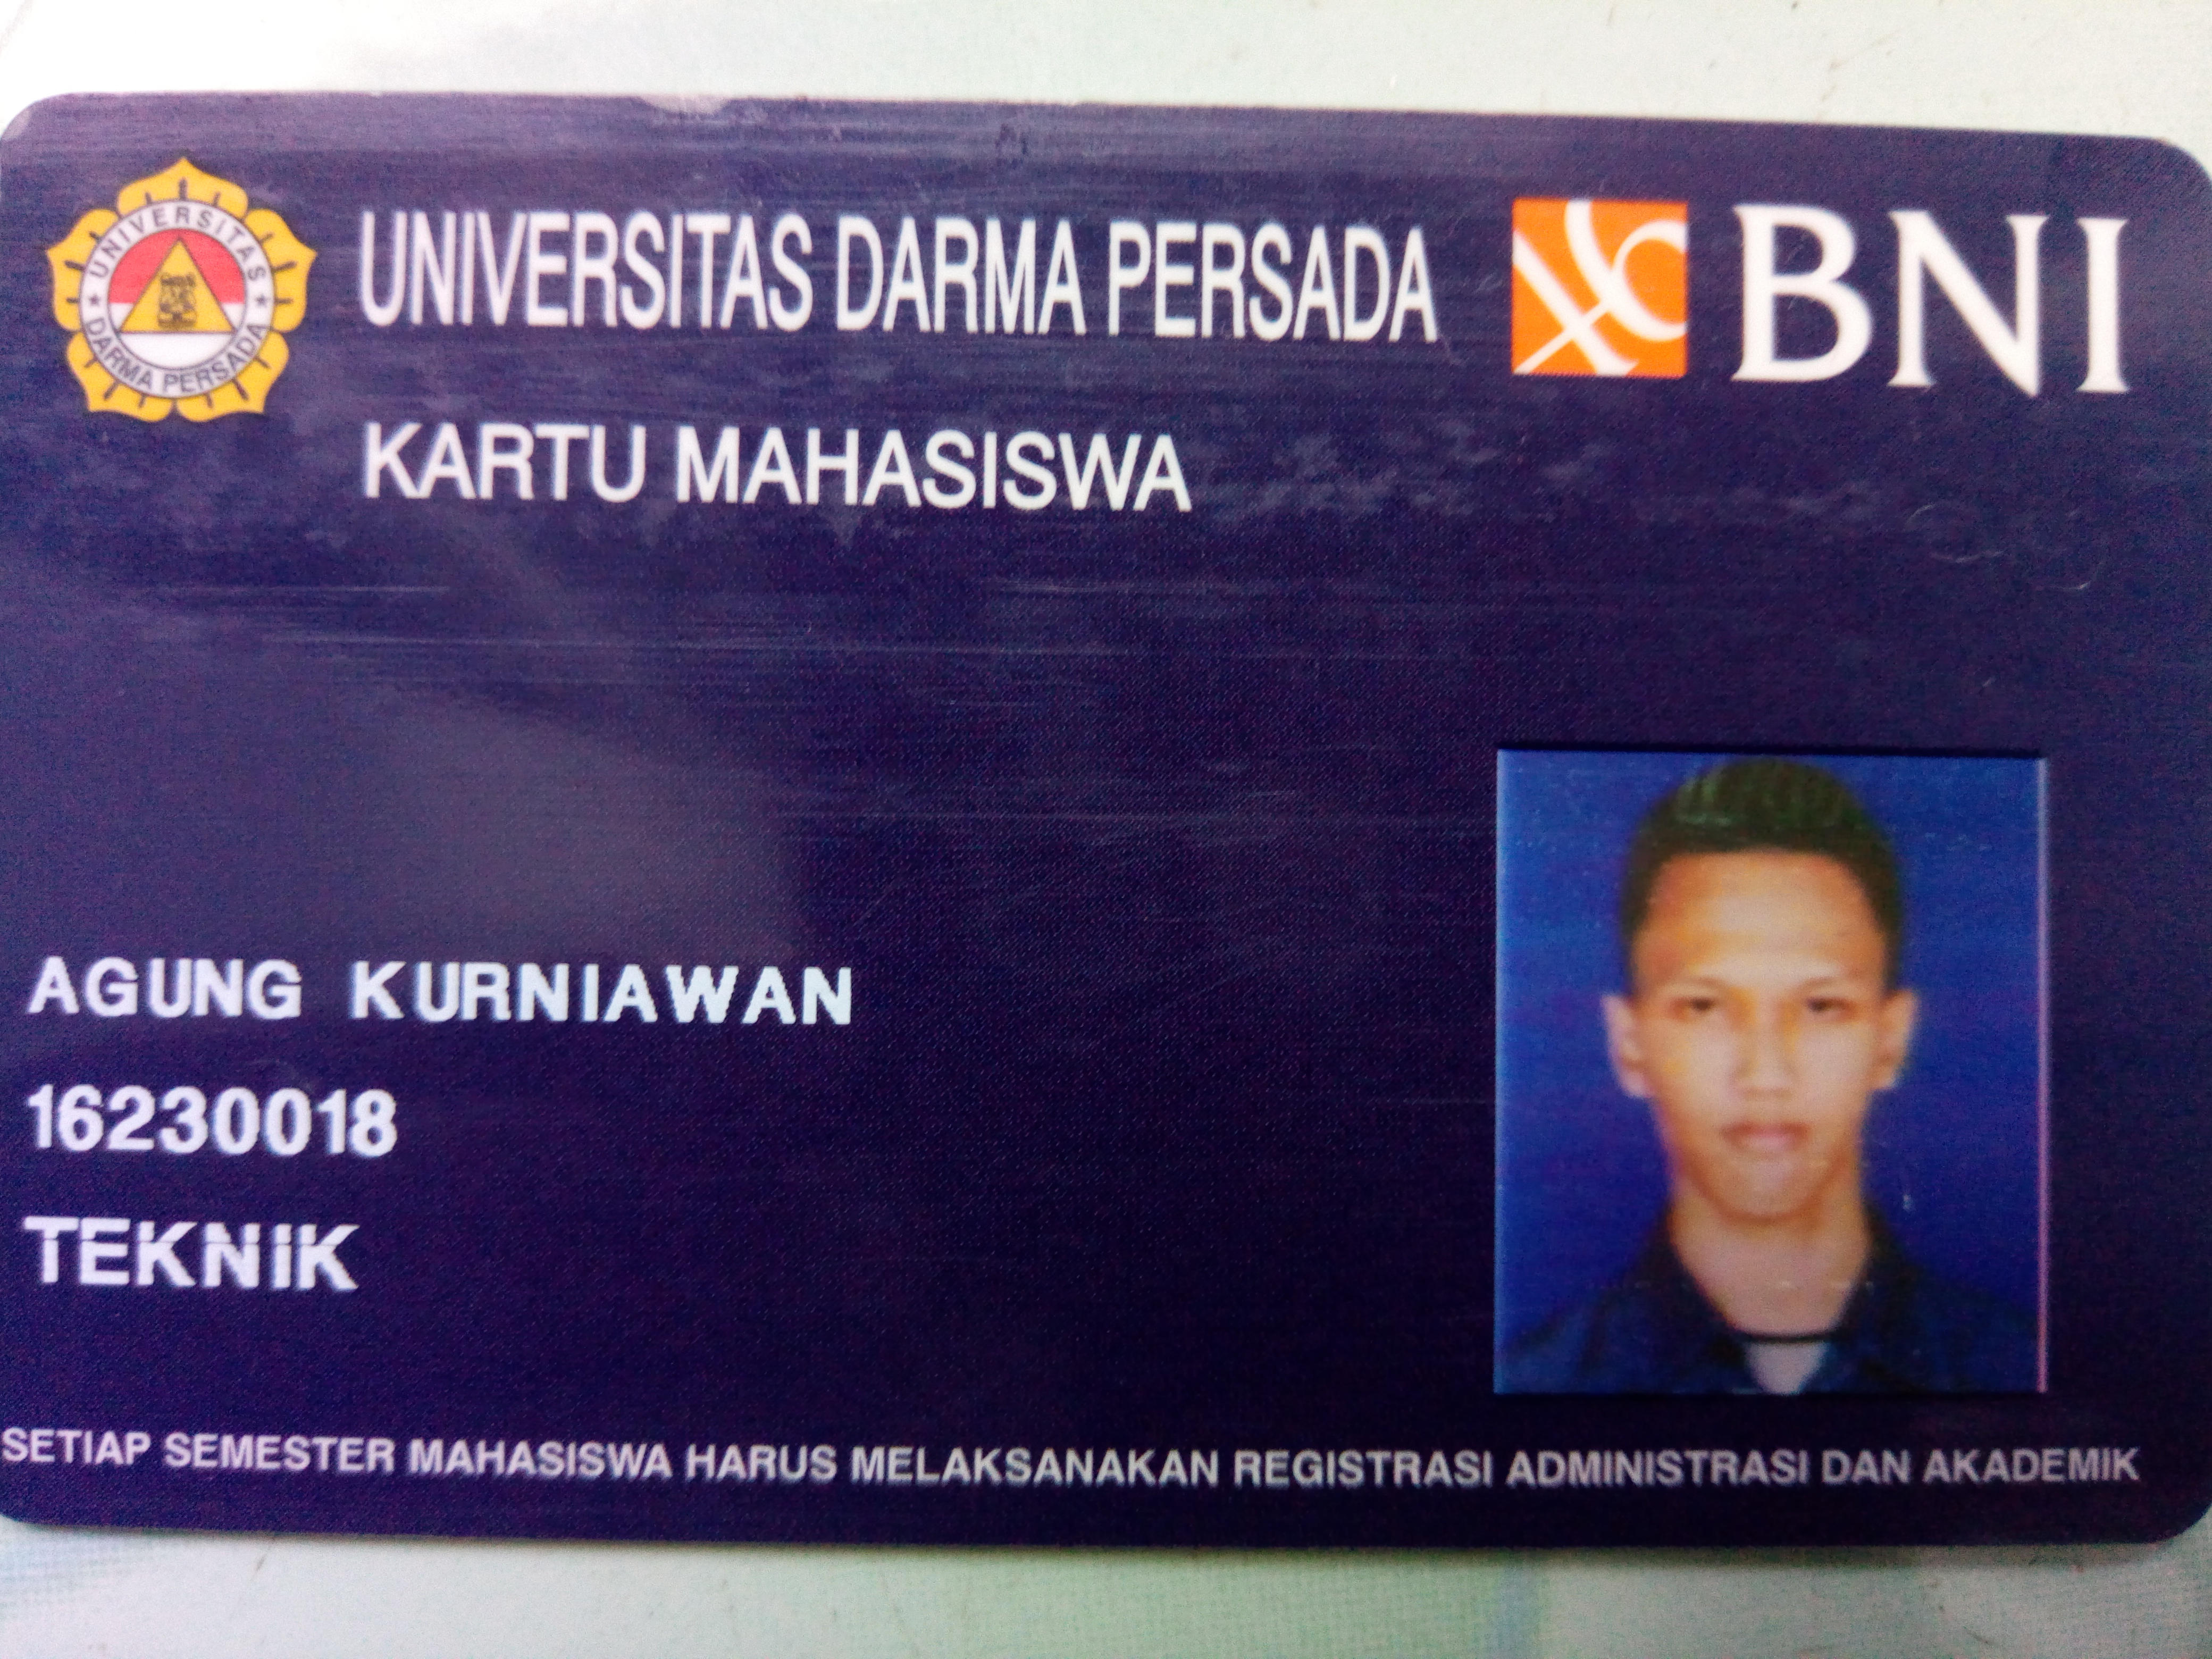 UNIVERSITAS DARMA PERSADA
UNIVERSITAS DARMA PERSADA
BNI
KARTU MAHASISWA
AGUNG KURNIAWAN
16230018
TEKNIK
SETIAP SEMESTER MAHASISWA HARUS MELAKSANAKAN REGISTRASI ADMINISTRASI DAN AKADEMIK